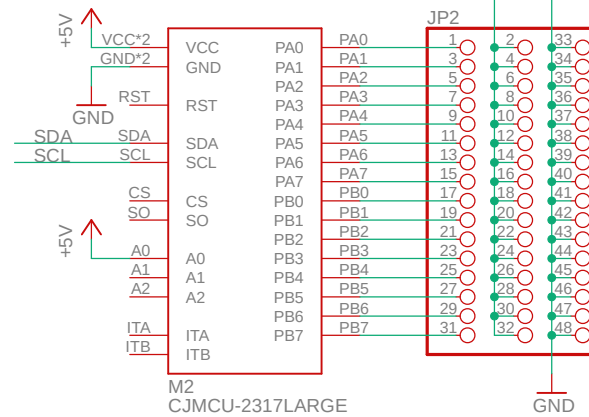 JP2
+5V
VCC*2 VCC PA0 PA0 1 2 33
GND*2 GND PA1 PA1 3 4 34
PA2 PA2 5 6 35
RST RST PA3 PA3 7 8 36
GND PA4 PA4 9 10 37
SDA SDA SDA PA5 PA5 11 12 38
SCL SCL SCL PA6 PA6 13 14 39
PA7 PA7 15 16 40
CS CS PB0 PB0 17 18 41
SO SO PB1 PB1 19 20 42
+5V PB2 PB2 21 22 43
A0 A0 PB3 PB3 23 24 44
A1 A1 PB4 PB4 25 26 45
A2 A2 PB5 PB5 27 28 46
PB6 PB6 29 30 47
ITA ITA PB7 PB7 31 32 48
ITB ITB
M2
CJMCU-2317LARGE
GND